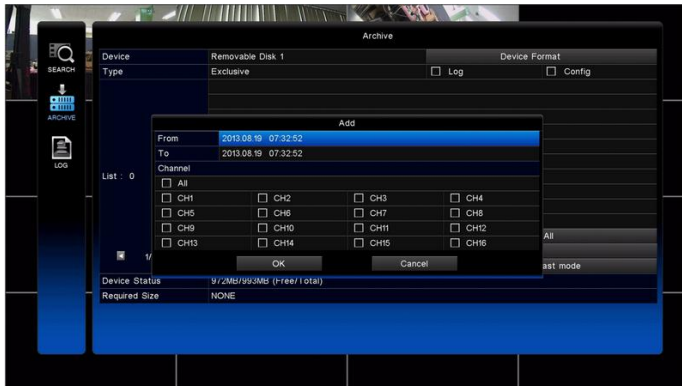 Archive
SEARCH
ARCHIVE
LOG
Device Removable Disk 1 Device Format
Type Exclusive Log Config
Add
From 2013.08.19 07:32:52
To 2013.08.19 07:32:52
Channel
List : 0
All
CH1 CH2 CH3 CH4
CH5 CH6 CH7 CH8
CH9 CH10 CH11 CH12
CH13 CH14 CH15 CH16
All
1/
OK Cancel
ast mode
Device Status 972MB/993MB (Free/Total)
Required Size NONE